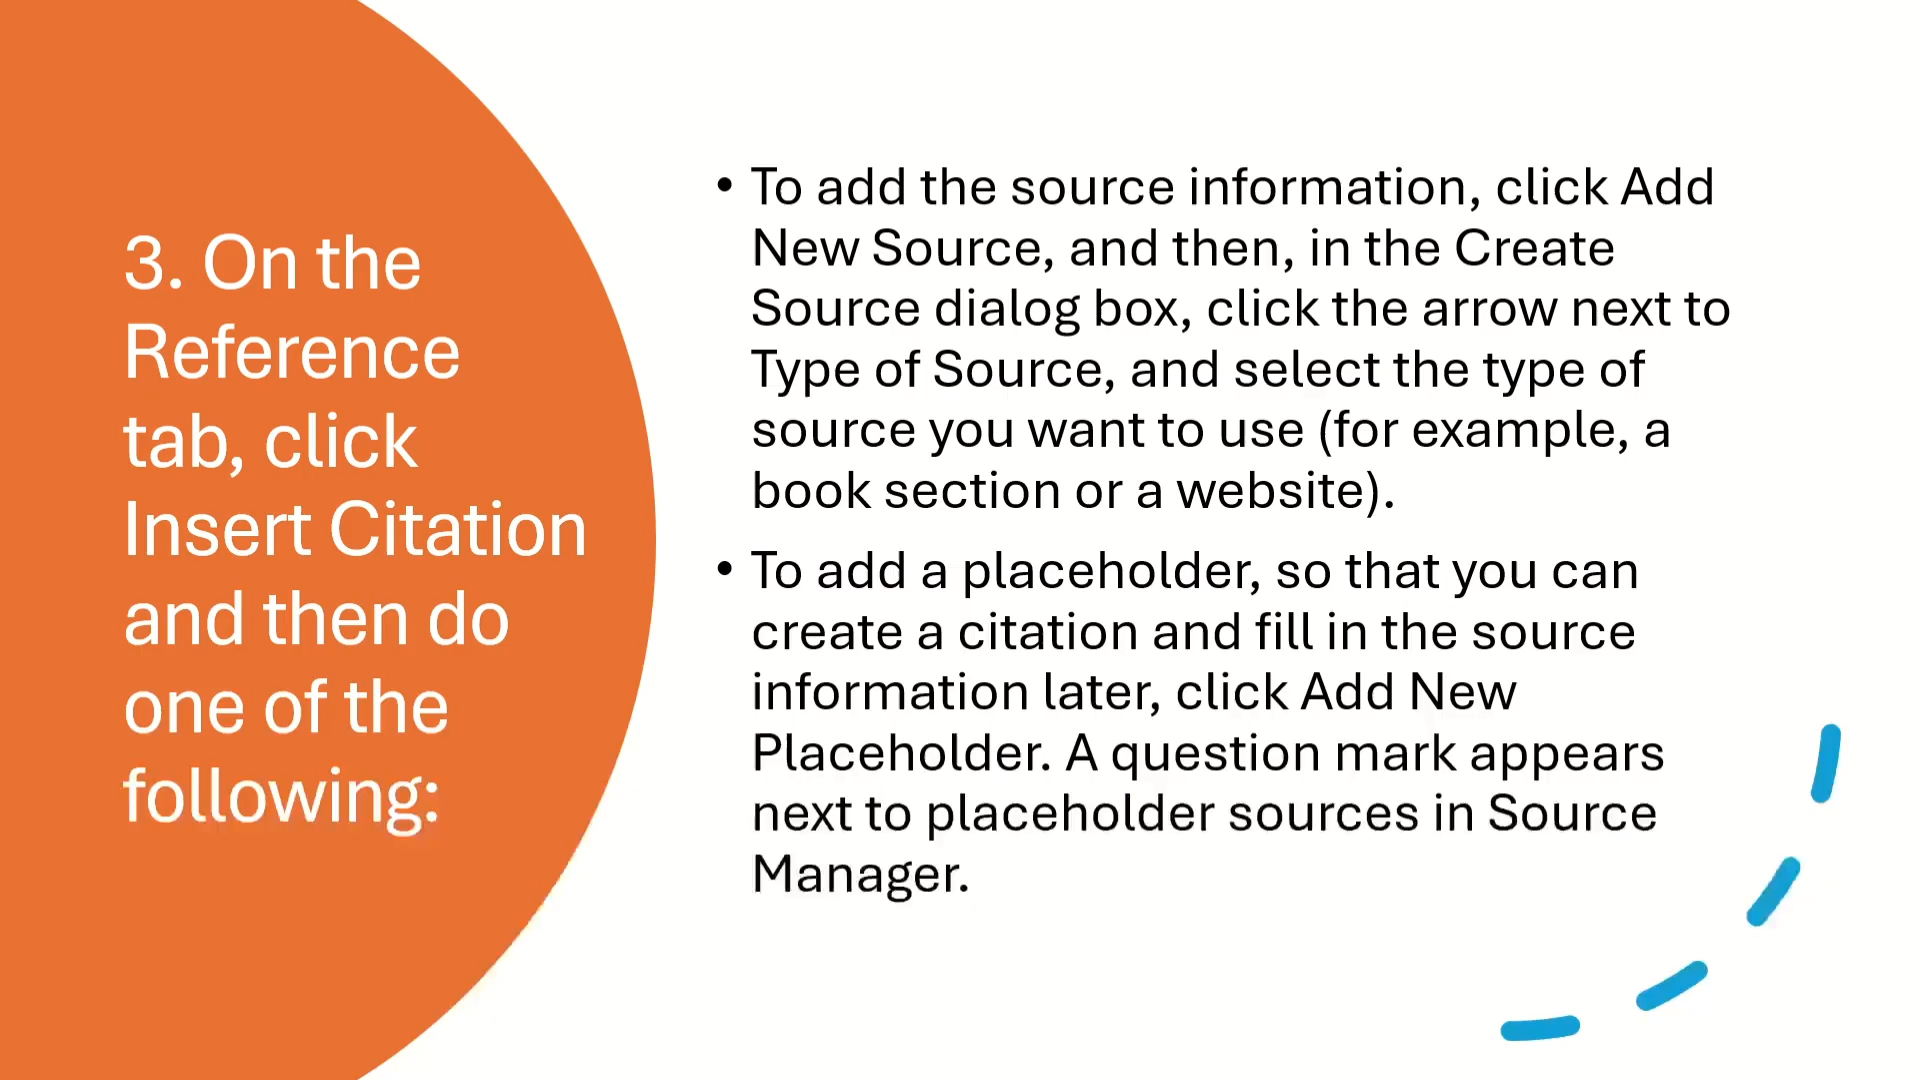 3. On the
Reference
tab, click
Insert Citation
and then do
one of the
following:
• To add the source information, click Add
New Source, and then, in the Create
Source dialog box, click the arrow next to
Type of Source, and select the type of
source you want to use (for example, a
book section or a website).
• To add a placeholder, so that you can
create a citation and fill in the source
information later, click Add New
Placeholder. A question mark appears
next to placeholder sources in Source
Manager.